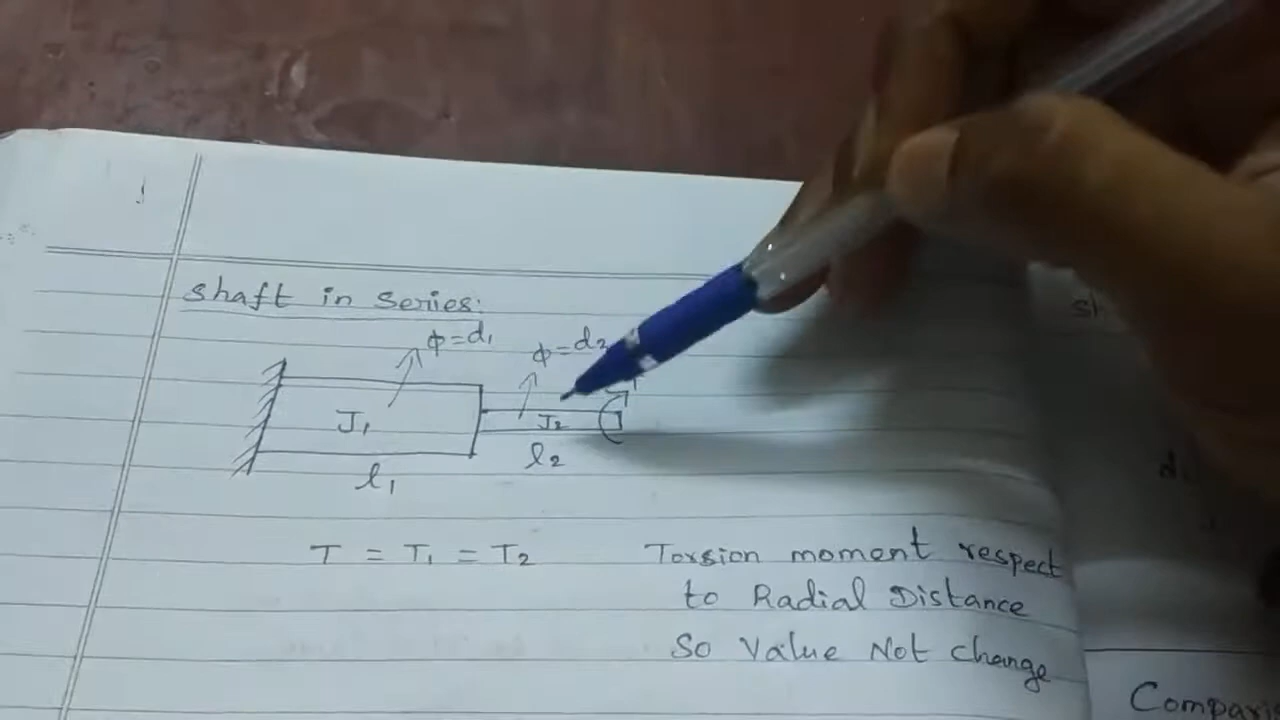 Shaft in Series:
ϕ=d₁
ϕ=d₂
J₁
J₂
l₁
l₂
T = T₁ = T₂
Torsion moment respect
to Radial Distance
So Value Not change